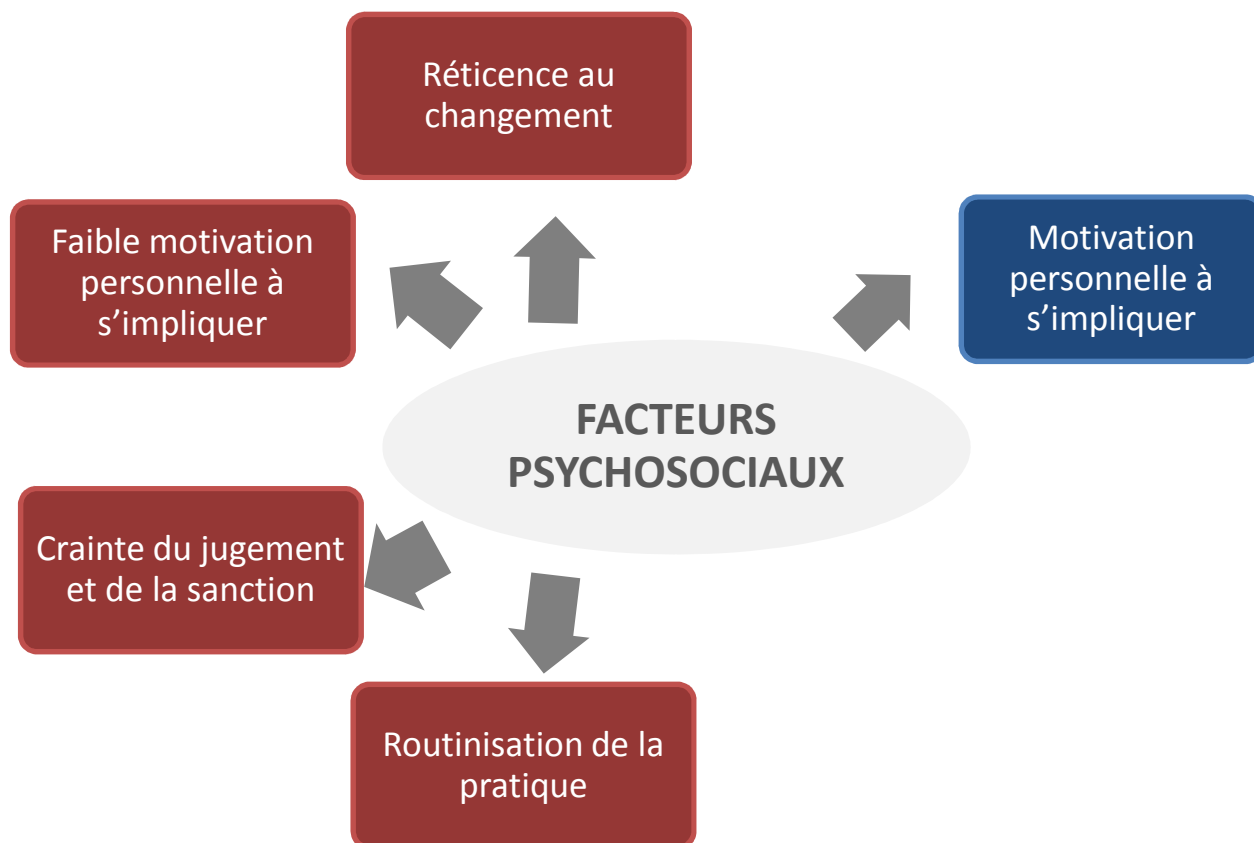 Réticence au
changement
Faible motivation
personnelle à
s’impliquer
Motivation
personnelle à
s’impliquer
FACTEURS
PSYCHOSOCIAUX
Crainte du jugement
et de la sanction
Routinisation de la
pratique